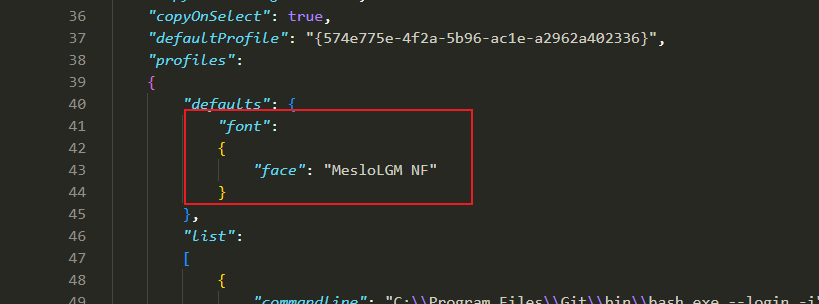 36 "copyOnSelect": true,
37 "defaultProfile": "{574e775e-4f2a-5b96-ac1e-a2962a402336}",
38 "profiles":
39 {
40 "defaults": {
41 "font":
42 {
43 "face": "MesloLGM NF"
44 }
45 },
46 "list":
47 [
48 {
49 "commandline": "C:\\Program Files\\Git\\bin\\bash.exe --login -i"